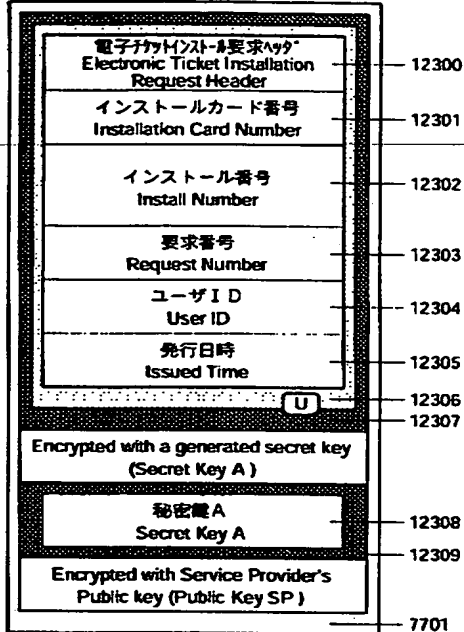 電子チケットインストール要求ヘッダ
Electronic Ticket Installation
Request Header
12300
インストールカード番号
Installation Card Number
12301
インストール番号
Install Number
12302
要求番号
Request Number
12303
ユーザID
User ID
12304
発行日時
Issued Time
12305
12306
U
12307
Encrypted with a generated secret key
(Secret Key A)
秘密鍵A
Secret Key A
12308
12309
Encrypted with Service Provider's
Public key (Public Key SP)
7701